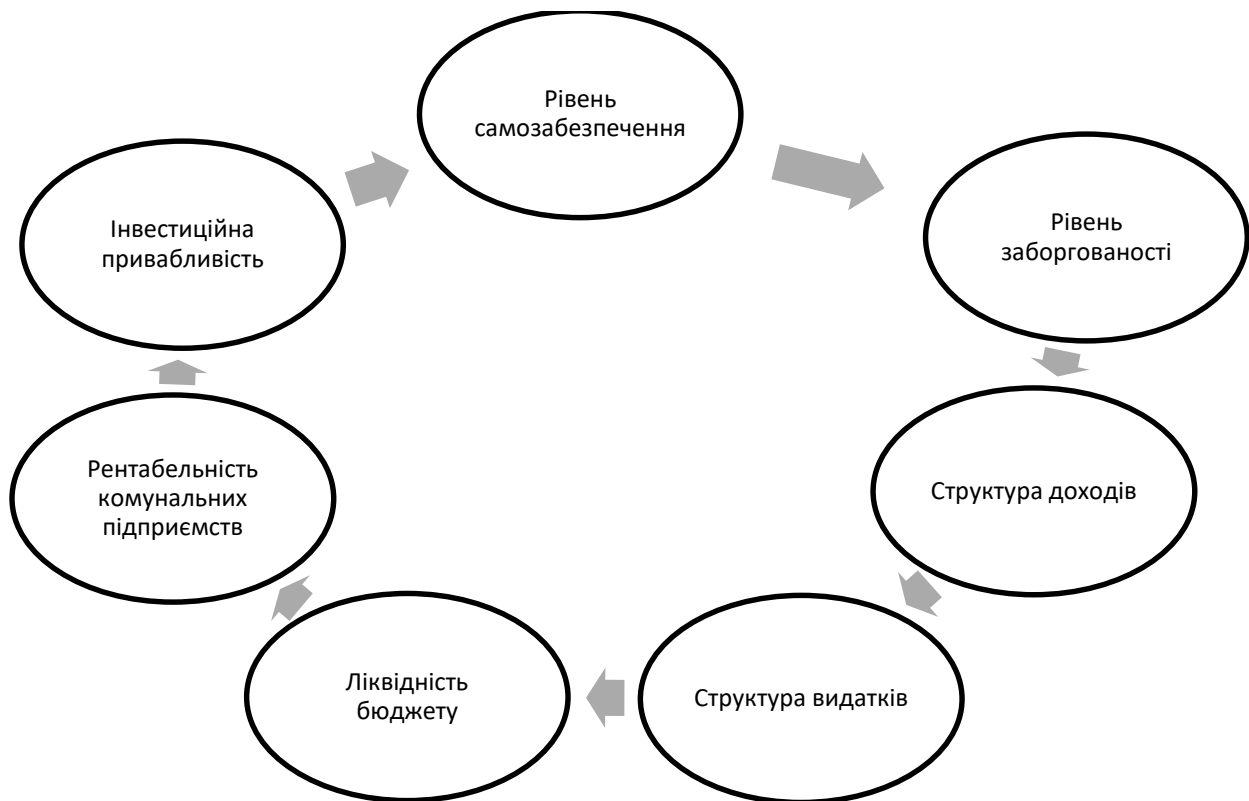 Рівень
самозабезпечення
Рівень
заборгованості
Структура доходів
Структура видатків
Ліквідність
бюджету
Рентабельність
комунальних
підприємств
Інвестиційна
привабливість